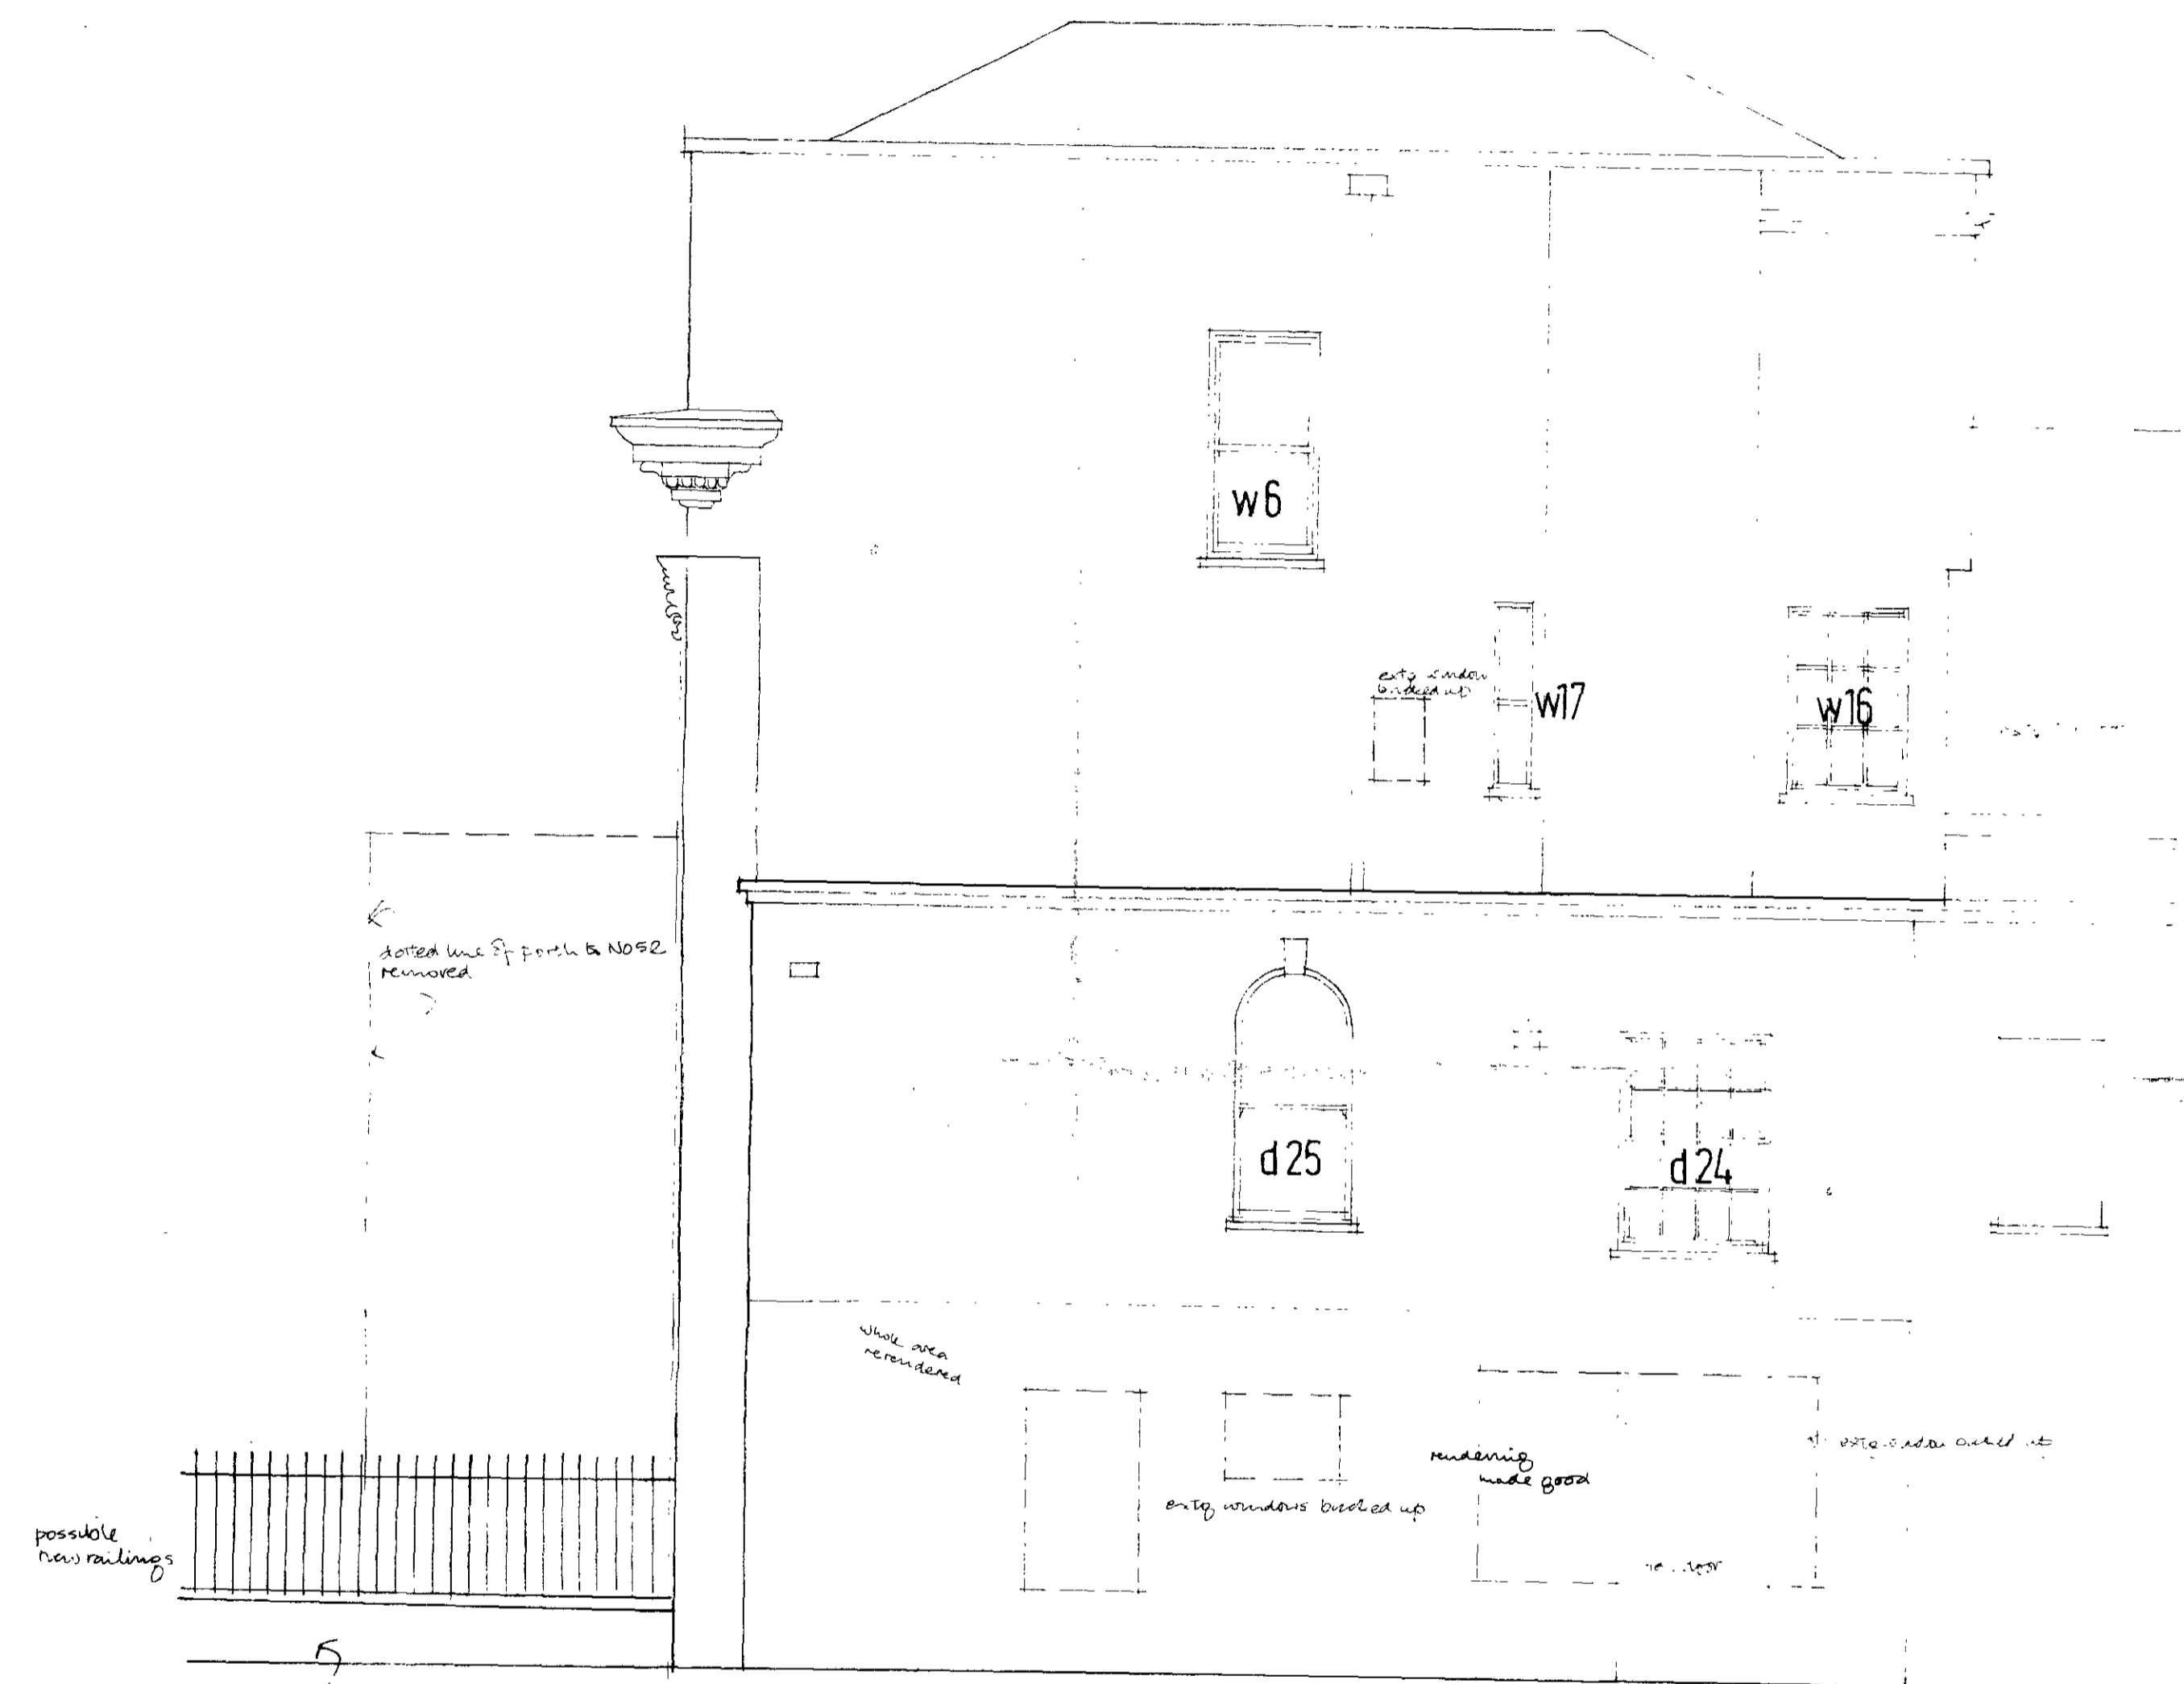 w6
extg window
bricked up
w17
w16
dotted line of porch to NO52
removed
d25
d24
whole area
rerendered
rendering
made good
extg windows bricked up
possible
new railings